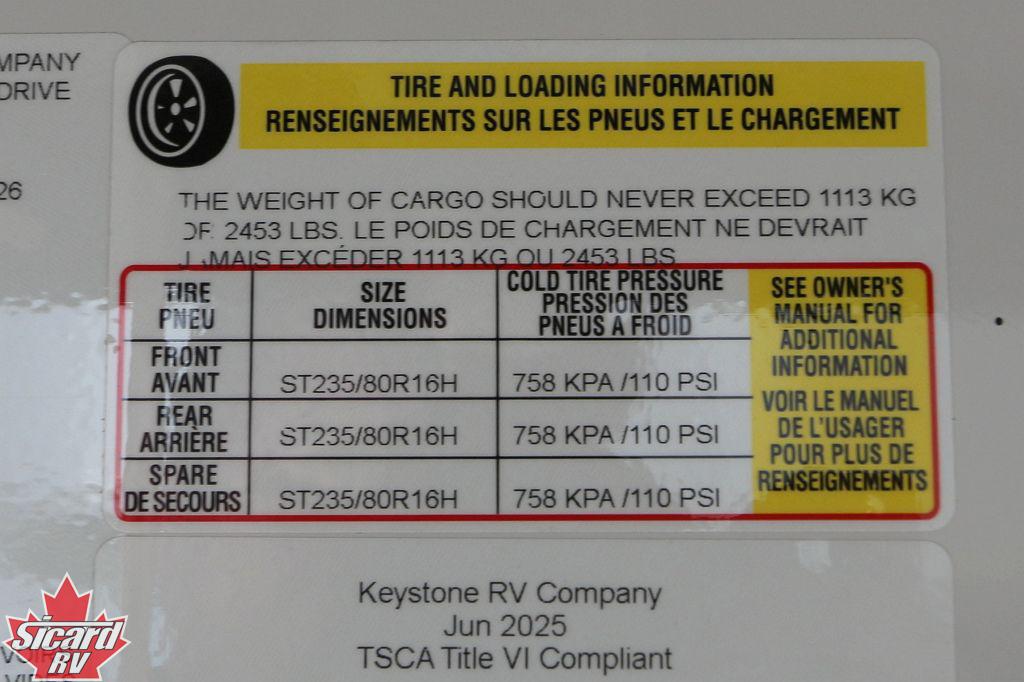 MPANY
DRIVE
26
TIRE AND LOADING INFORMATION
RENSEIGNEMENTS SUR LES PNEUS ET LE CHARGEMENT
THE WEIGHT OF CARGO SHOULD NEVER EXCEED 1113 KG
OR 2453 LBS. LE POIDS DE CHARGEMENT NE DEVRAIT
JAMAIS EXCÉDER 1113 KG OU 2453 LBS
TIRE
PNEU
SIZE
DIMENSIONS
COLD TIRE PRESSURE
PRESSION DES
PNEUS A FROID
FRONT
AVANT
ST235/80R16H
758 KPA /110 PSI
REAR
ARRIÈRE
ST235/80R16H
758 KPA /110 PSI
SPARE
DE SECOURS
ST235/80R16H
758 KPA /110 PSI
SEE OWNER'S
MANUAL FOR
ADDITIONAL
INFORMATION
VOIR LE MANUEL
DE L'USAGER
POUR PLUS DE
RENSEIGNEMENTS
Keystone RV Company
Jun 2025
TSCA Title VI Compliant
Sicard
RV